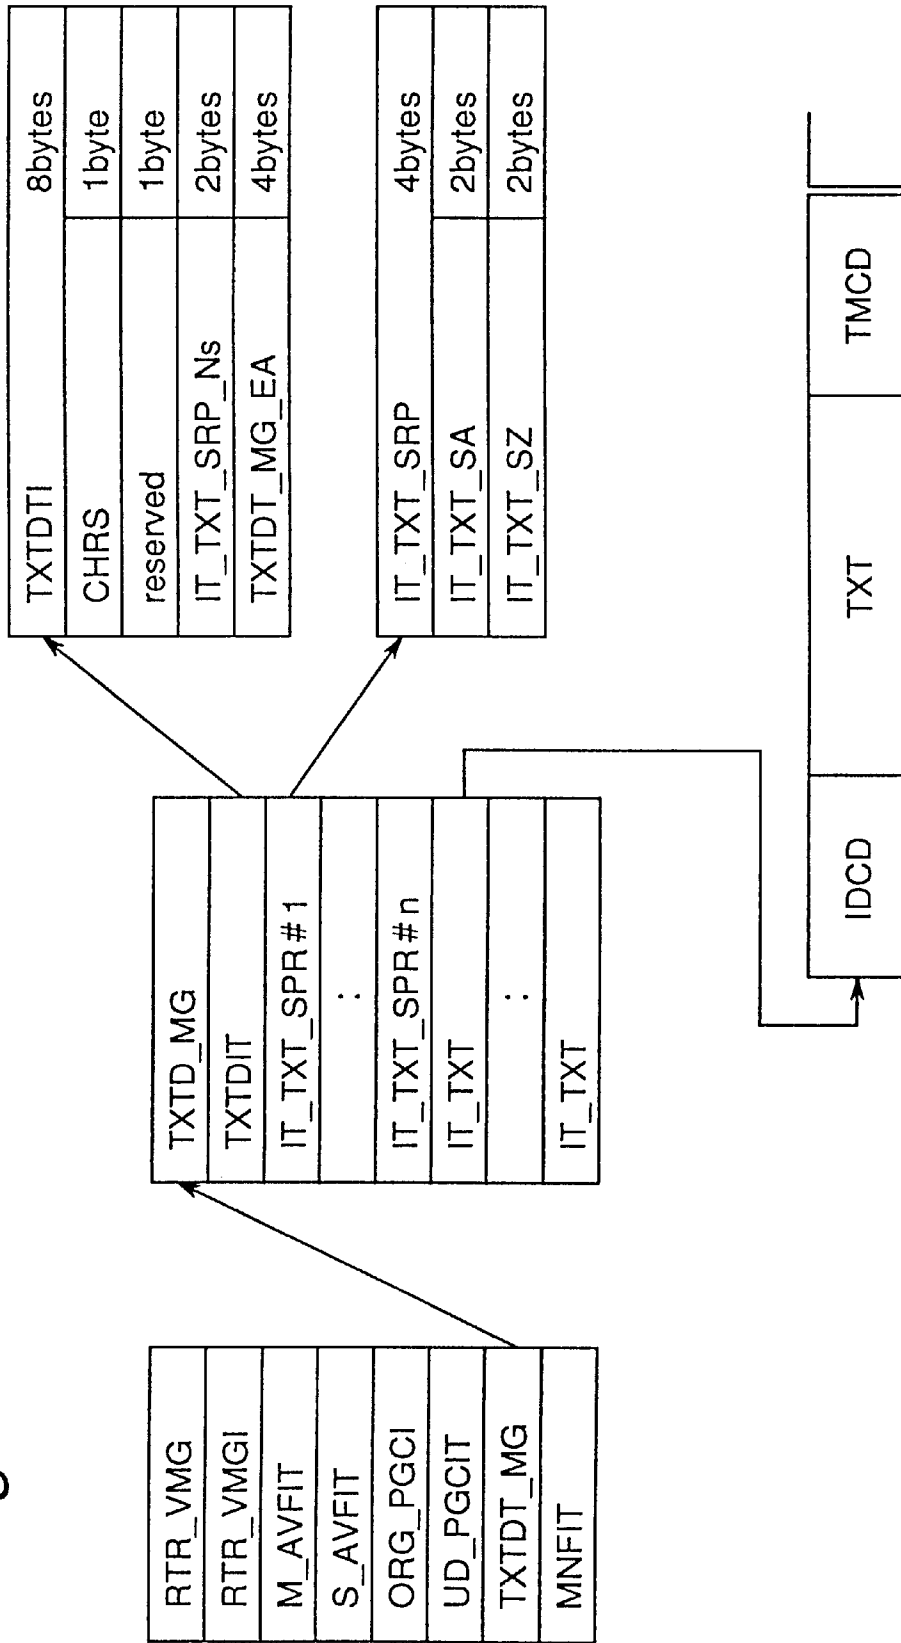 RTR_VMG
RTR_VMGI
M_AVFIT
S_AVFIT
ORG_PGCI
UD_PGCIT
TXTDT_MG
MNFIT
TXTD_MG
TXTDIT
IT_TXT_SPR#1
:
IT_TXT_SPR#n
IT_TXT
:
IT_TXT
TXTDTI 8bytes
CHRS 1byte
reserved 1byte
IT_TXT_SRP_Ns 2bytes
TXTDT_MG_EA 4bytes
IT_TXT_SRP 4bytes
IT_TXT_SA 2bytes
IT_TXT_SZ 2bytes
IDCD TXT TMCD